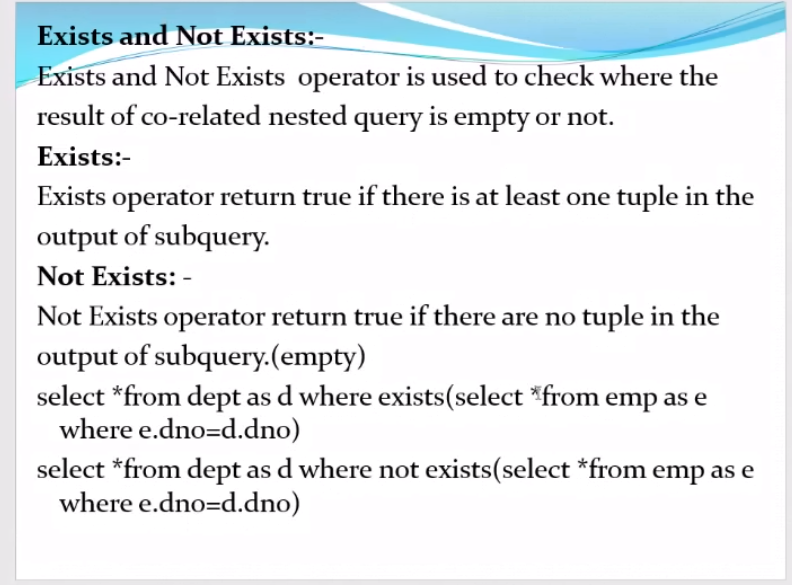 Exists and Not Exists:-
Exists and Not Exists operator is used to check where the
result of co-related nested query is empty or not.
Exists:-
Exists operator return true if there is at least one tuple in the
output of subquery.
Not Exists: -
Not Exists operator return true if there are no tuple in the
output of subquery.(empty)
select *from dept as d where exists(select *from emp as e
where e.dno=d.dno)
select *from dept as d where not exists(select *from emp as e
where e.dno=d.dno)